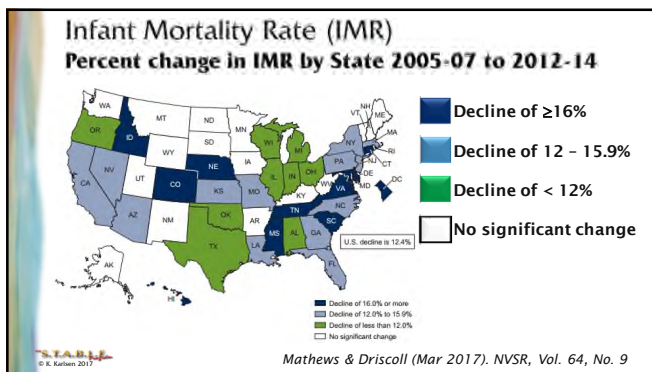 Infant Mortality Rate (IMR)
Percent change in IMR by State 2005-07 to 2012-14
WA
OR
CA
NV
ID
MT
WY
UT
AZ
CO
NM
ND
SD
NE
KS
OK
TX
MN
IA
MO
AR
LA
WI
IL
MI
IN
OH
KY
TN
MS
AL
GA
FL
SC
NC
VA
WV
PA
NY
VT
NH
ME
MA
RI
CT
NJ
DE
MD
DC
AK
HI
U.S. decline is 12.4%
Decline of 16.0% or more
Decline of 12.0% to 15.9%
Decline of less than 12.0%
No significant change
Decline of ≥16%
Decline of 12 – 15.9%
Decline of < 12%
No significant change
S.T.A.B.L.E
© K. Karlsen 2017
Mathews & Driscoll (Mar 2017). NVSR, Vol. 64, No. 9